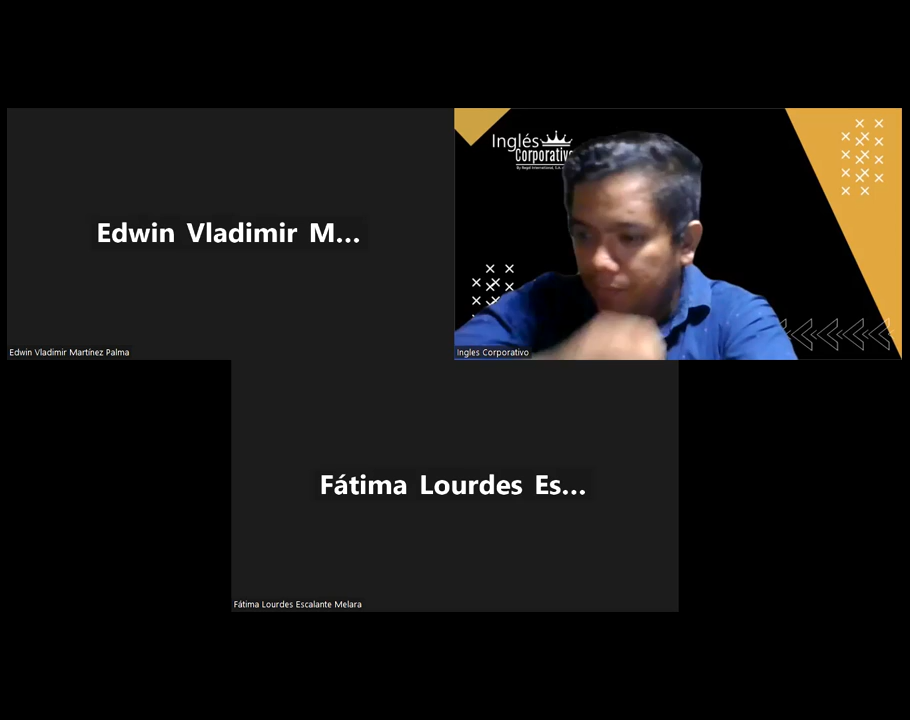 Edwin Vladimir M...
Edwin Vladimir Martínez Palma
Inglés
Corporativo
Ingles Corporativo
Fátima Lourdes Es...
Fátima Lourdes Escalante Melara